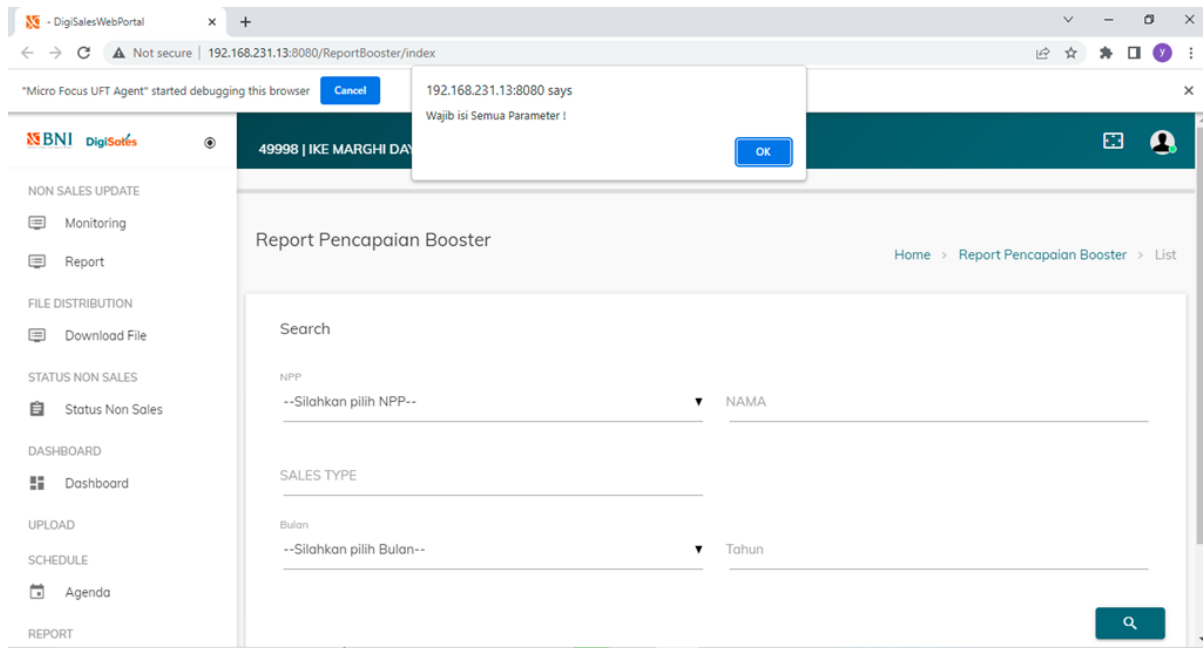 - DigiSalesWebPortal
Not secure | 192.168.231.13:8080/ReportBooster/index
y
"Micro Focus UFT Agent" started debugging this browser Cancel
192.168.231.13:8080 says
Wajib isi Semua Parameter !
OK
BNI DigiSales
49998 | IKE MARGHI
NON SALES UPDATE
Monitoring
Report
FILE DISTRIBUTION
Download File
STATUS NON SALES
Status Non Sales
DASHBOARD
Dashboard
UPLOAD
SCHEDULE
Agenda
REPORT
Report Pencapaian Booster
Home > Report Pencapaian Booster > List
Search
NPP
--Silahkan pilih NPP-- NAMA
SALES TYPE
Bulan
--Silahkan pilih Bulan-- Tahun